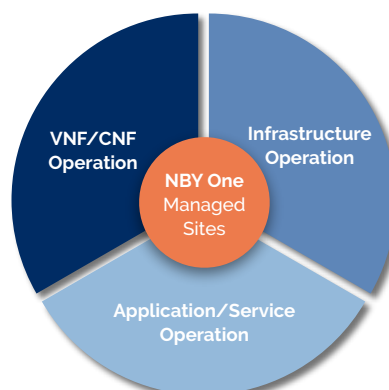 VNF/CNF
Operation
Infrastructure
Operation
NBY One
Managed
Sites
Application/Service
Operation